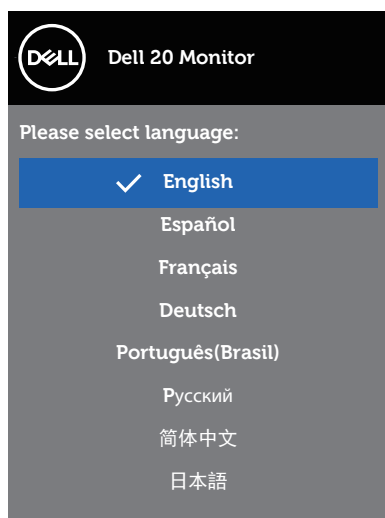 DELL Dell 20 Monitor
Please select language:
English
Español
Français
Deutsch
Português(Brasil)
Русский
简体中文
日本語